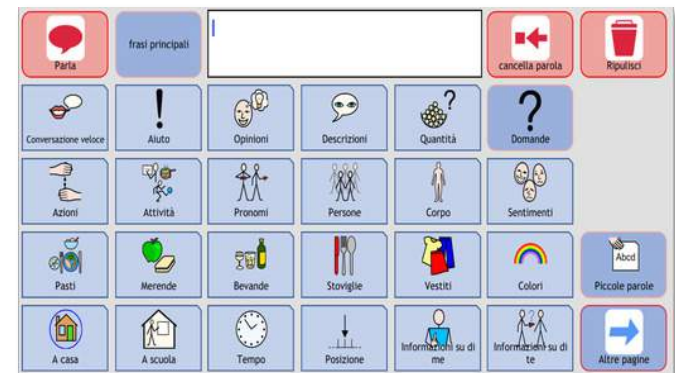 Parla
frasi principali
cancella parola
Ripulisci
Conversazione veloce
Aiuto
Opinioni
Descrizioni
?
Quantità
?
Domande
Azioni
Attività
Pronomi
Persone
Corpo
Sentimenti
Pasti
Merende
Bevande
Stoviglie
Vestiti
Colori
Abcd
Piccole parole
A casa
A scuola
Tempo
Posizione
Informazioni su di
me
?
Informazioni su di
te
Altre pagine